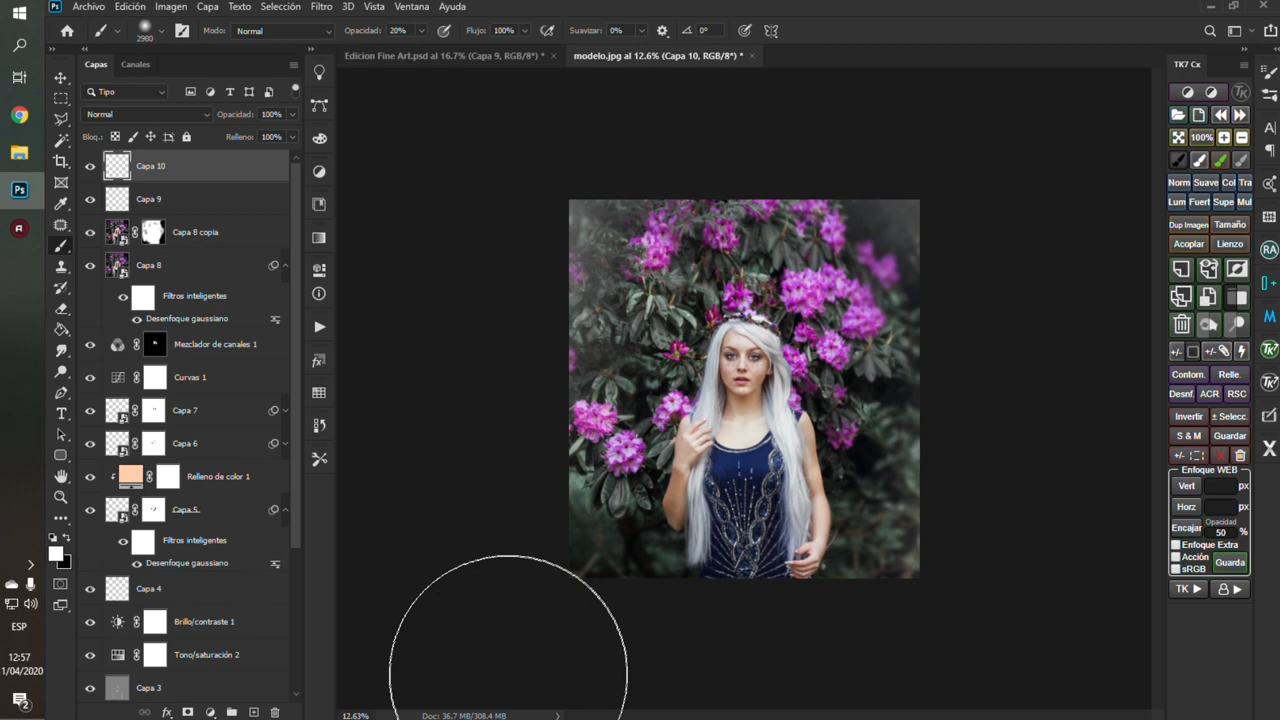 Archivo Edición Imagen Capa Texto Selección Filtro 3D Vista Ventana Ayuda
2980 Modo: Normal Opacidad: 20% Flujo: 100% Suavizar: 0% 0°
Edicion Fine Art.psd al 16.7% (Capa 9, RGB/8*) * × modelo.jpg al 12.6% (Capa 10, RGB/8*) * ×
Capas Canales
Tipo
Normal Opacidad: 100%
Bloq.: Relleno: 100%
Capa 10
Capa 9
Capa 8 copia
Capa 8
Filtros inteligentes
Desenfoque gaussiano
Mezclador de canales 1
Curvas 1
Capa 7
Capa 6
Relleno de color 1
Capa 5
Filtros inteligentes
Desenfoque gaussiano
Capa 4
Brillo/contraste 1
Tono/saturación 2
Capa 3
fx
12.63% Doc: 36.7 MB/308.4 MB
ESP
12:57
1/04/2020
2
TK7 Cx
TK
100%
Norm Suave Col Tra
Lum Fuert Supe Mul
Dup Imagen Tamaño
Acoplar Lienzo
+/- +/-
Contorn. Relle.
Desnf. ACR RSC
Invertir ± Selecc.
S & M Guardar
+/- X
Enfoque WEB
Vert px
Horz px
Encajar Opacidad 50 %
Enfoque Extra
Acción
sRGB Guarda
TK
RA